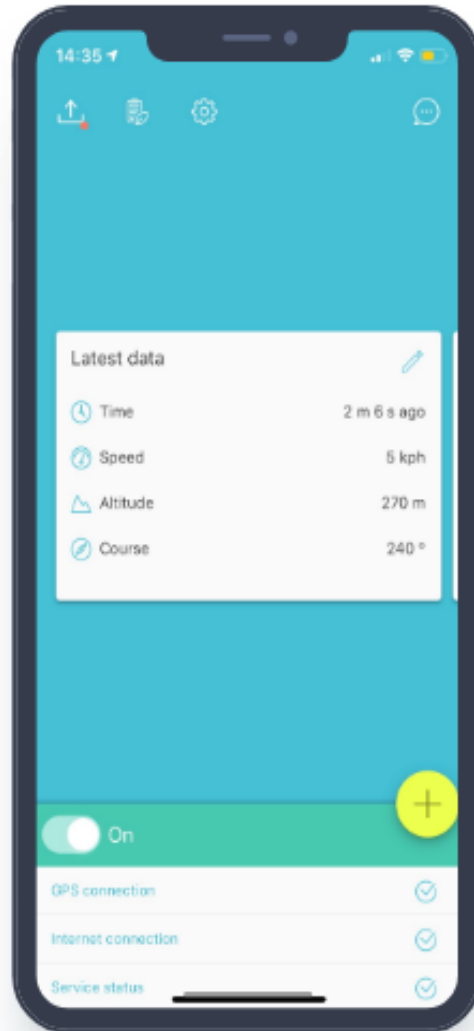 14:35
Latest data
Time 2 m 6 s ago
Speed 5 kph
Altitude 270 m
Course 240 °
On
GPS connection
Internet connection
Service status